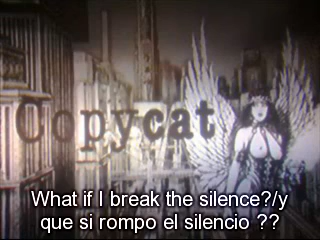 Copycat
What if I break the silence?/y
que si rompo el silencio ??